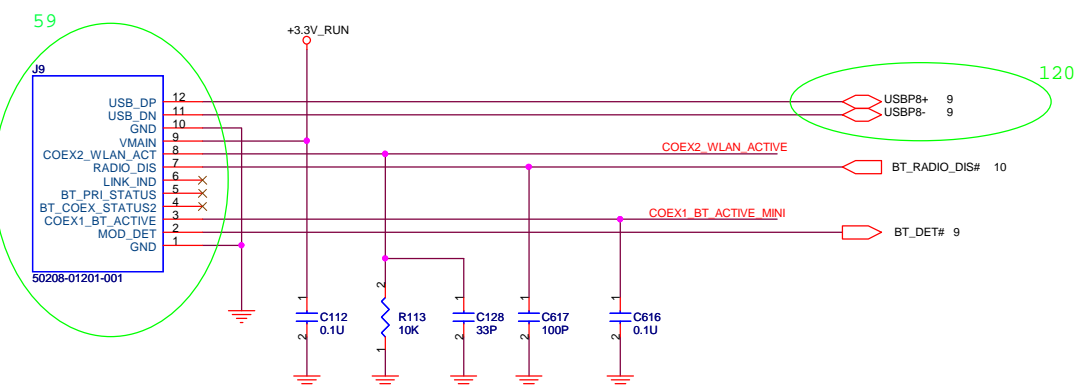 59
+3.3V_RUN
120
J9
USB_DP 12 USBP8+ 9
USB_DN 11 USBP8- 9
GND 10
VMAIN 9
COEX2_WLAN_ACT 8 COEX2_WLAN_ACTIVE
RADIO_DIS 7 BT_RADIO_DIS# 10
LINK_IND 6
BT_PRI_STATUS 5
BT_COEX_STATUS2 4
COEX1_BT_ACTIVE 3 COEX1_BT_ACTIVE_MINI
MOD_DET 2 BT_DET# 9
GND 1
50208-01201-001
1 2 1 1 1
C112 R113 C128 C617 C616
0.1U 10K 33P 100P 0.1U
2 1 2 2 2